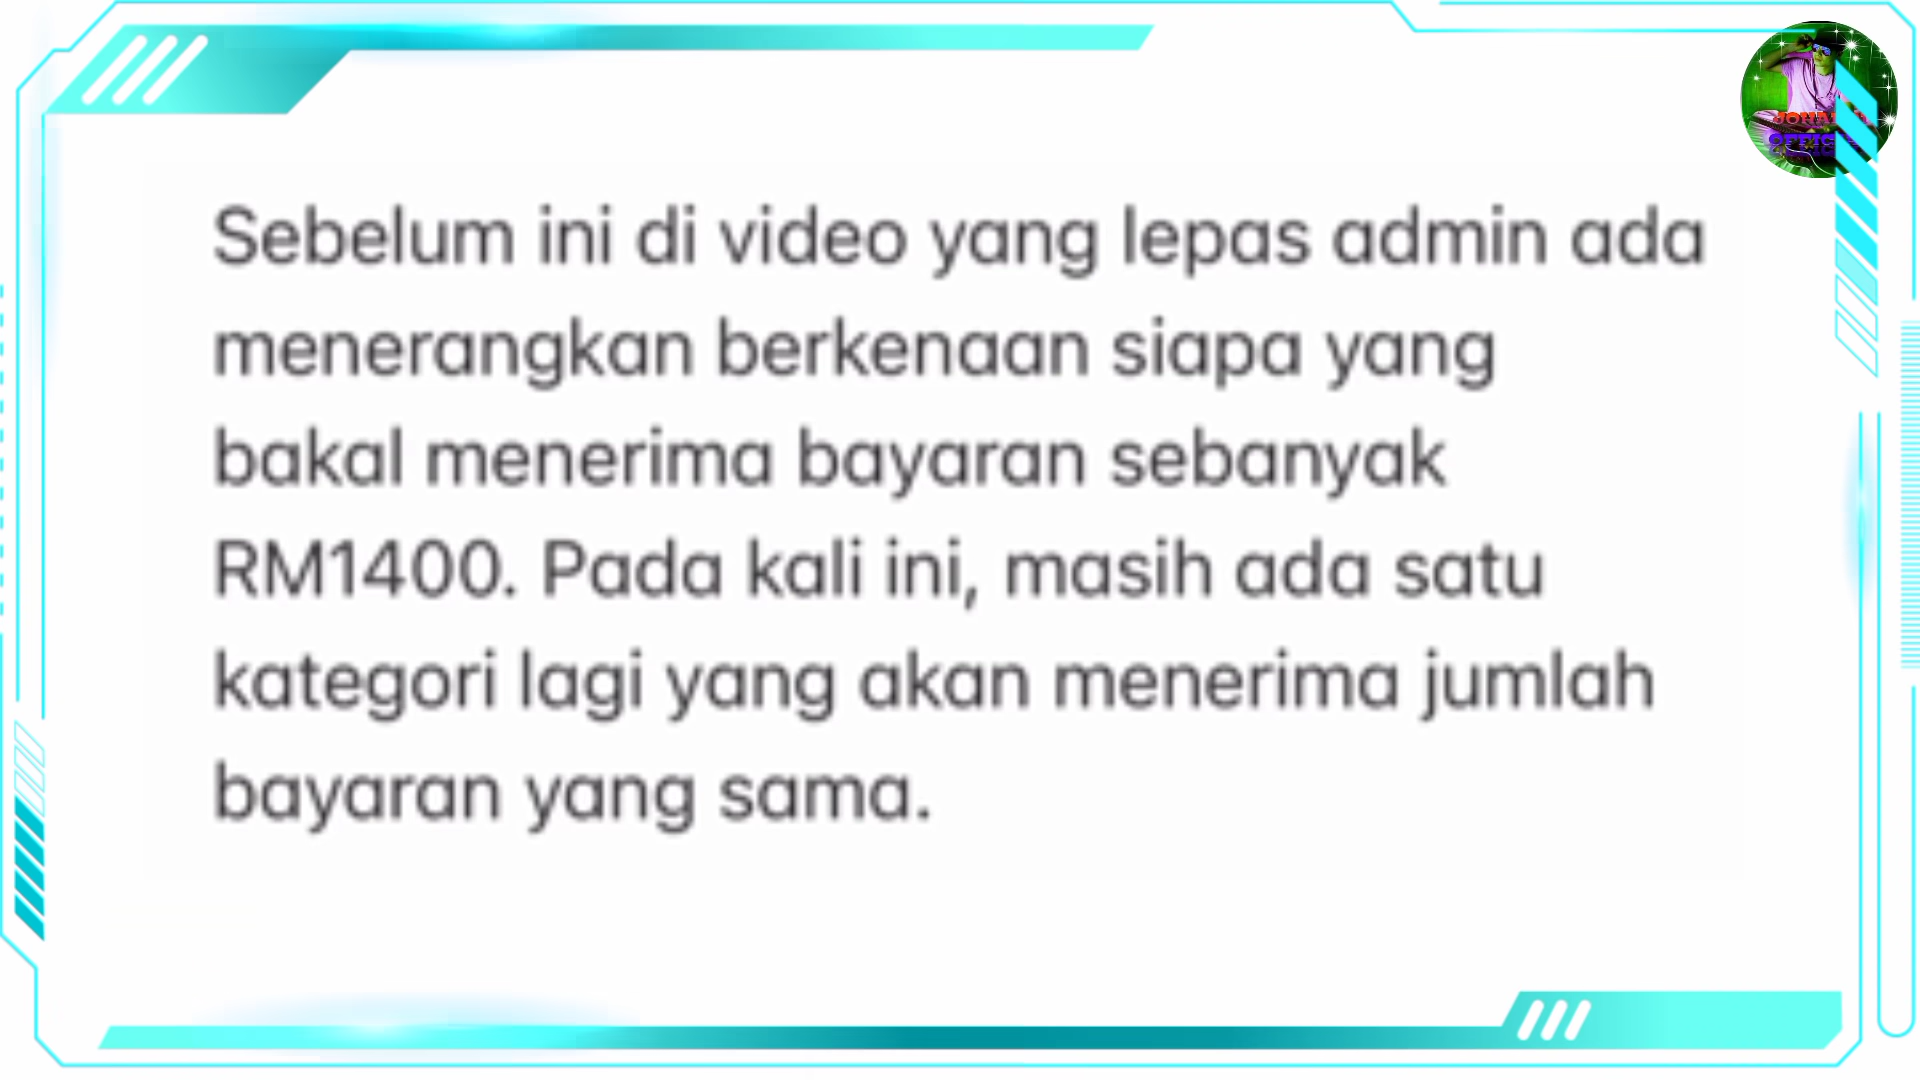 Sebelum ini di video yang lepas admin ada
menerangkan berkenaan siapa yang
bakal menerima bayaran sebanyak
RM1400. Pada kali ini, masih ada satu
kategori lagi yang akan menerima jumlah
bayaran yang sama.